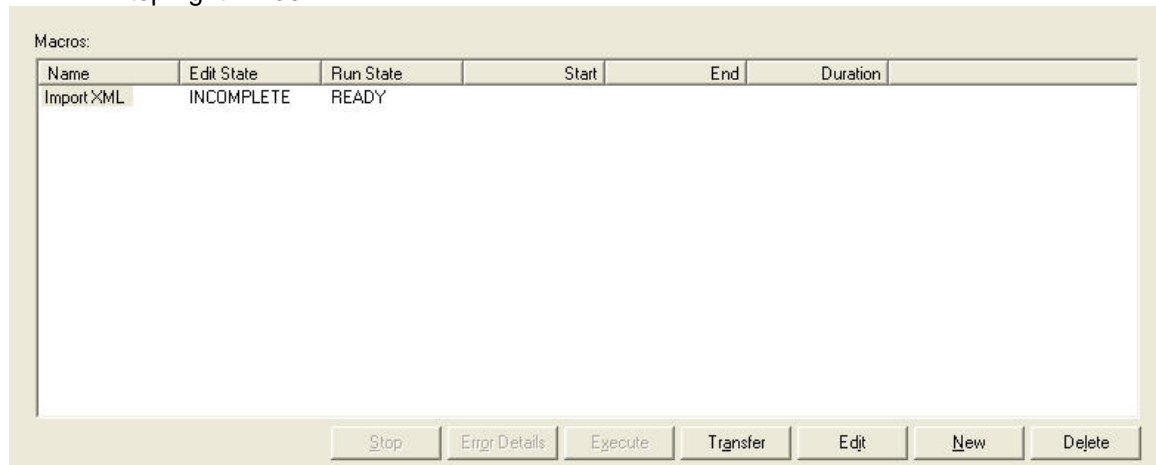 Macros:
Name Edit State Run State Start End Duration
Import XML INCOMPLETE READY
Stop Error Details Execute Transfer Edit New Delete